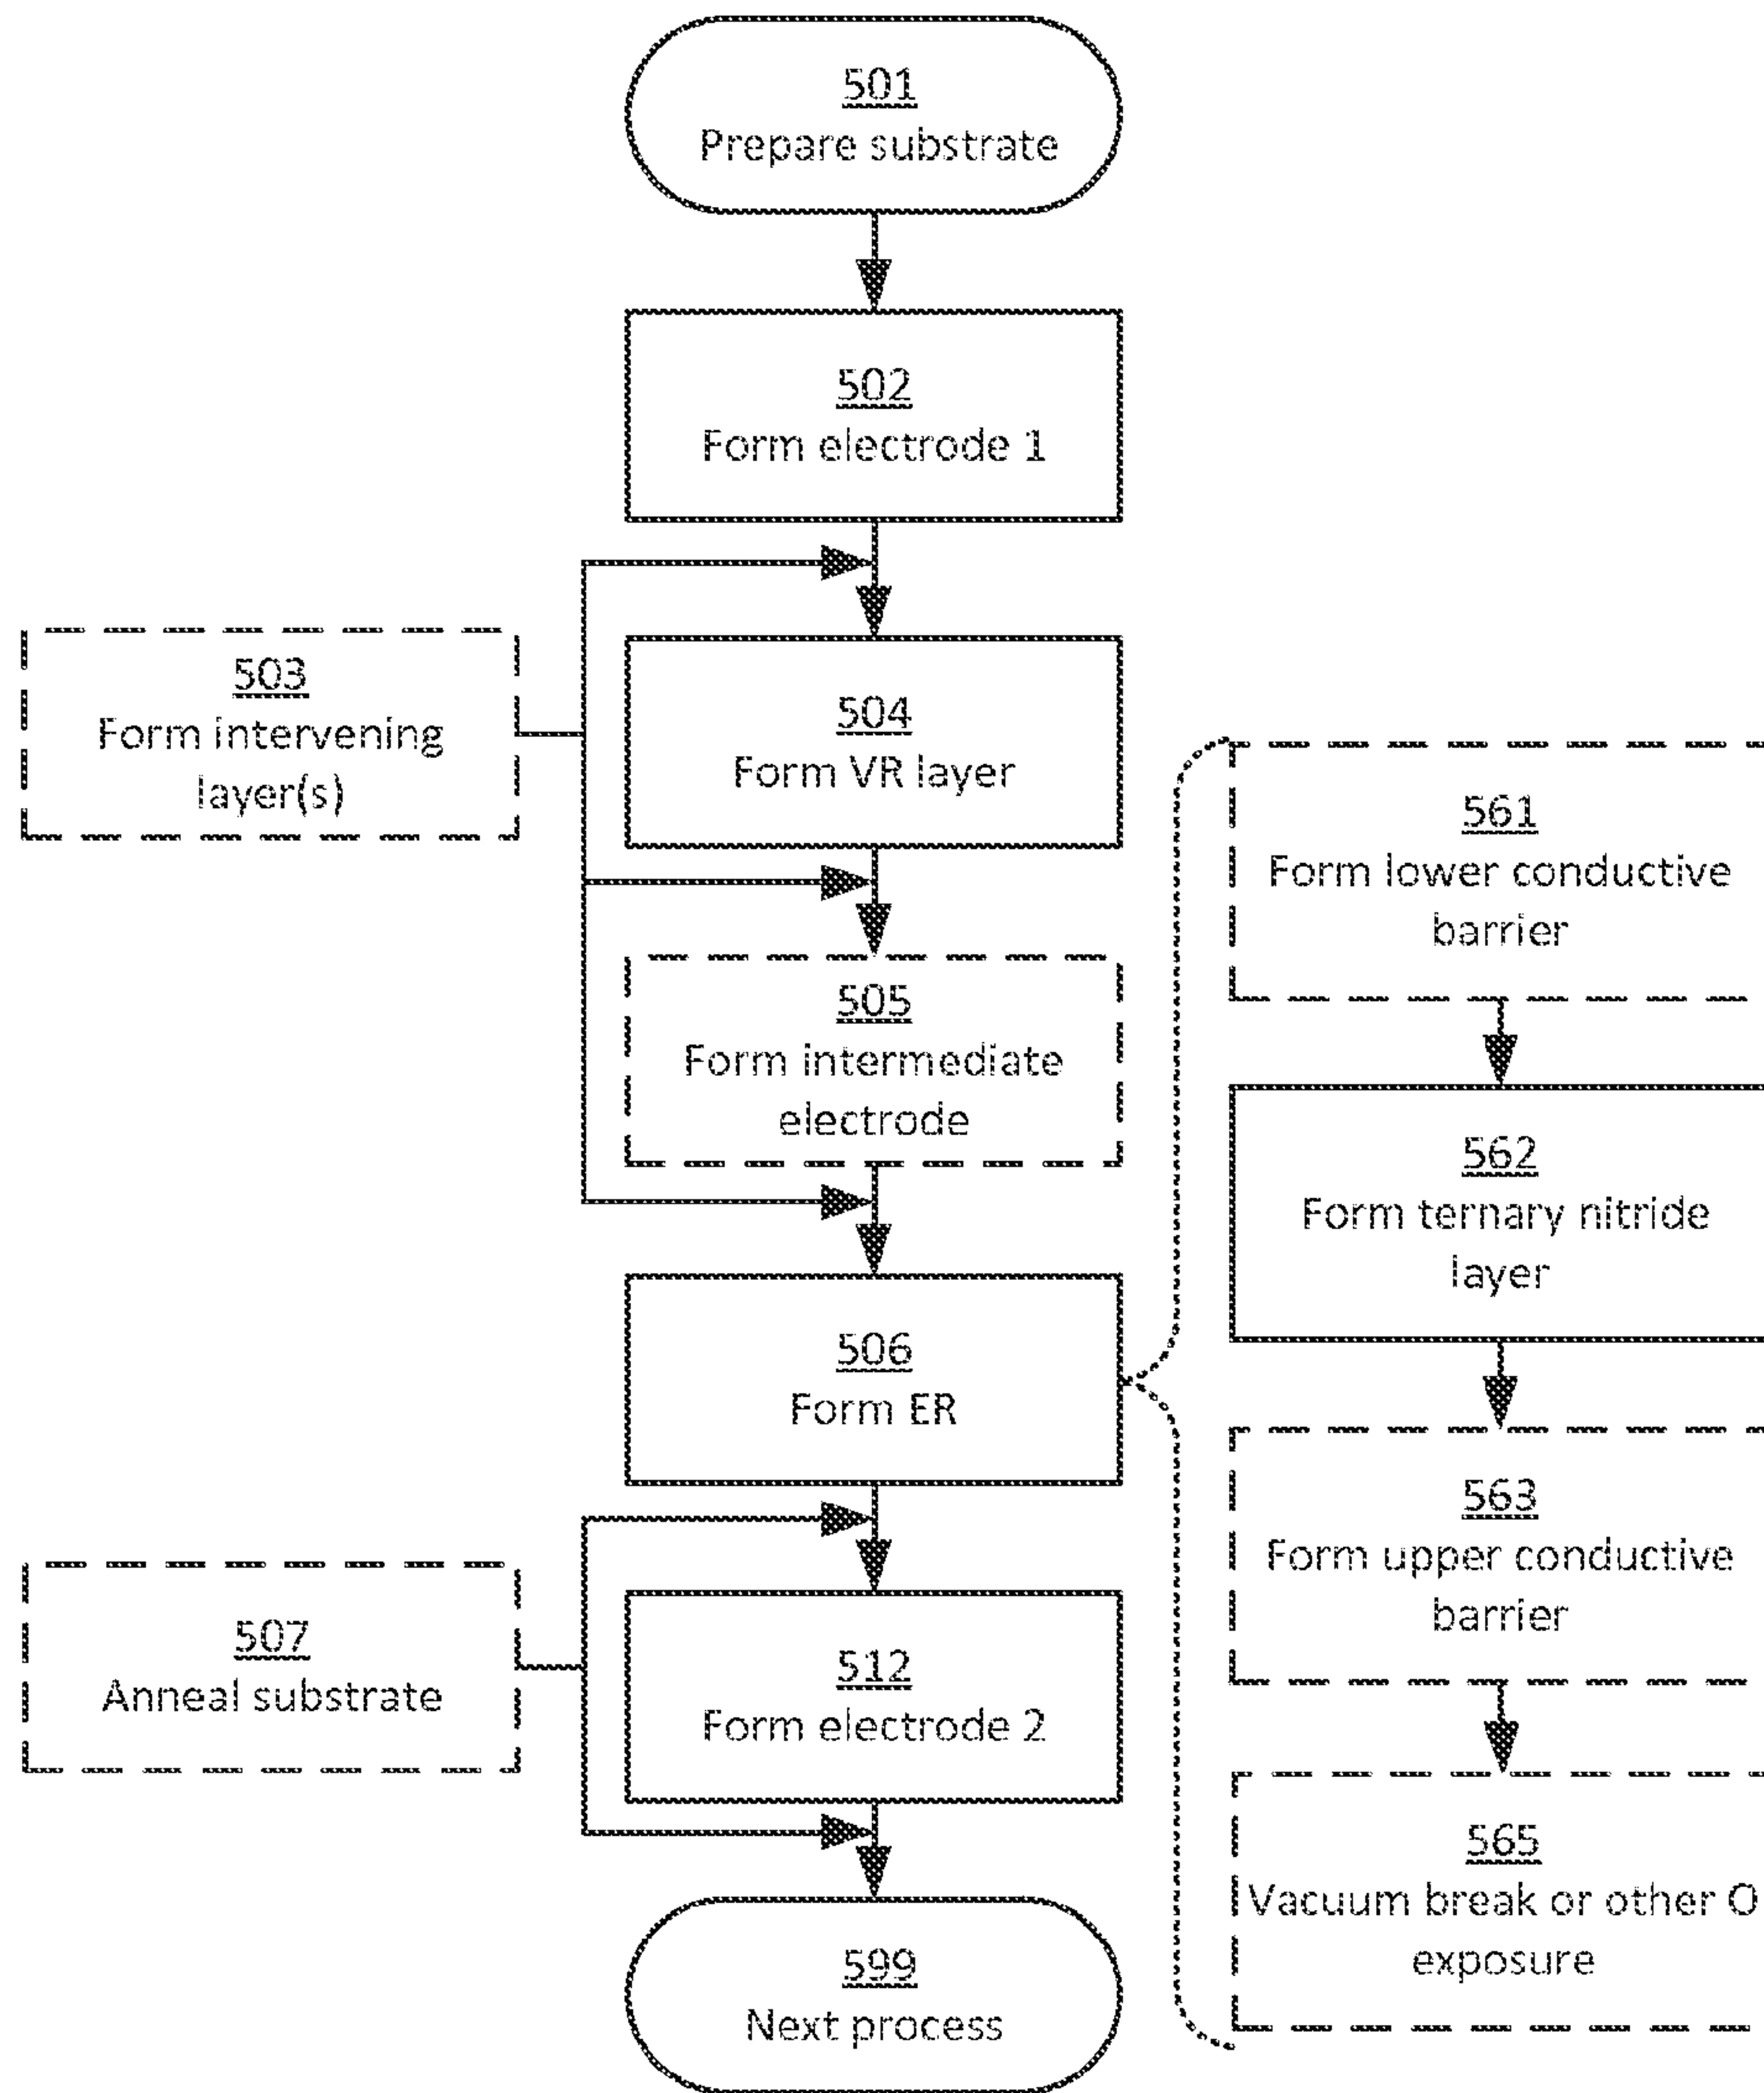 501
Prepare substrate
502
Form electrode 1
503
Form intervening
layer(s)
504
Form VR layer
505
Form intermediate
electrode
506
Form ER
507
Anneal substrate
512
Form electrode 2
599
Next process
561
Form lower conductive
barrier
562
Form ternary nitride
layer
563
Form upper conductive
barrier
565
Vacuum break or other O
exposure